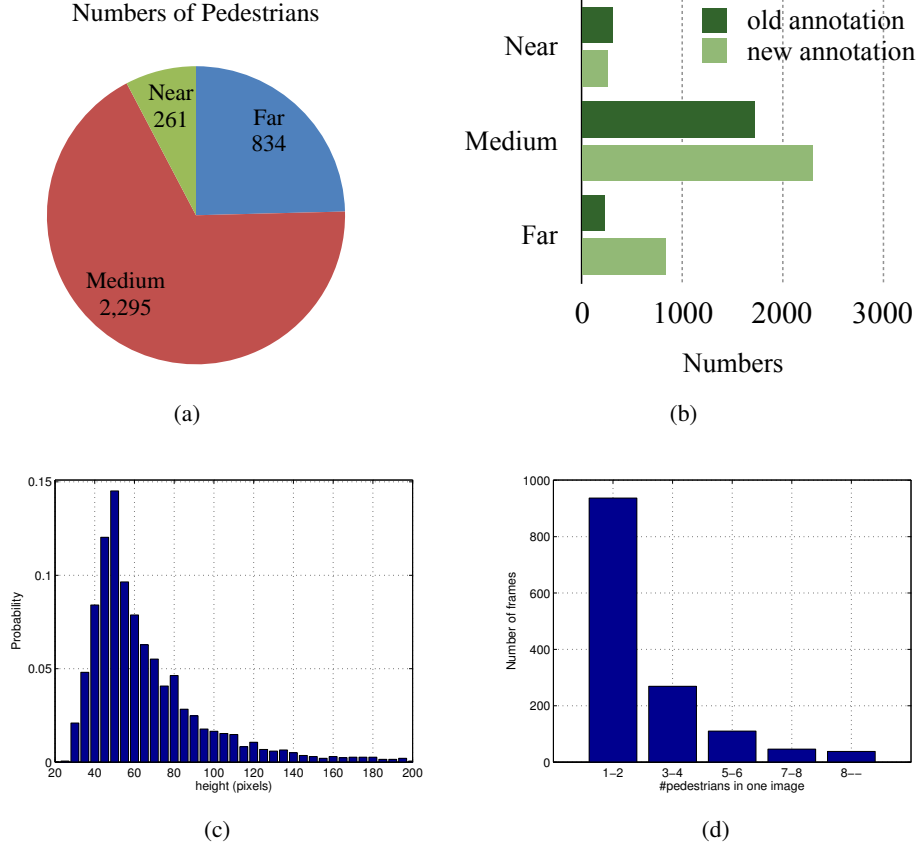 Numbers of Pedestrians
Near
261
Far
834
Medium
2,295
(a)
old annotation
new annotation
Near
Medium
Far
0 1000 2000 3000
Numbers
(b)
0.15
0.1
0.05
0
Probability
20 40 60 80 100 120 140 160 180 200
height (pixels)
(c)
1000
800
600
400
200
0
Number of frames
1−2 3−4 5−6 7−8 8−−
#pedestrians in one image
(d)